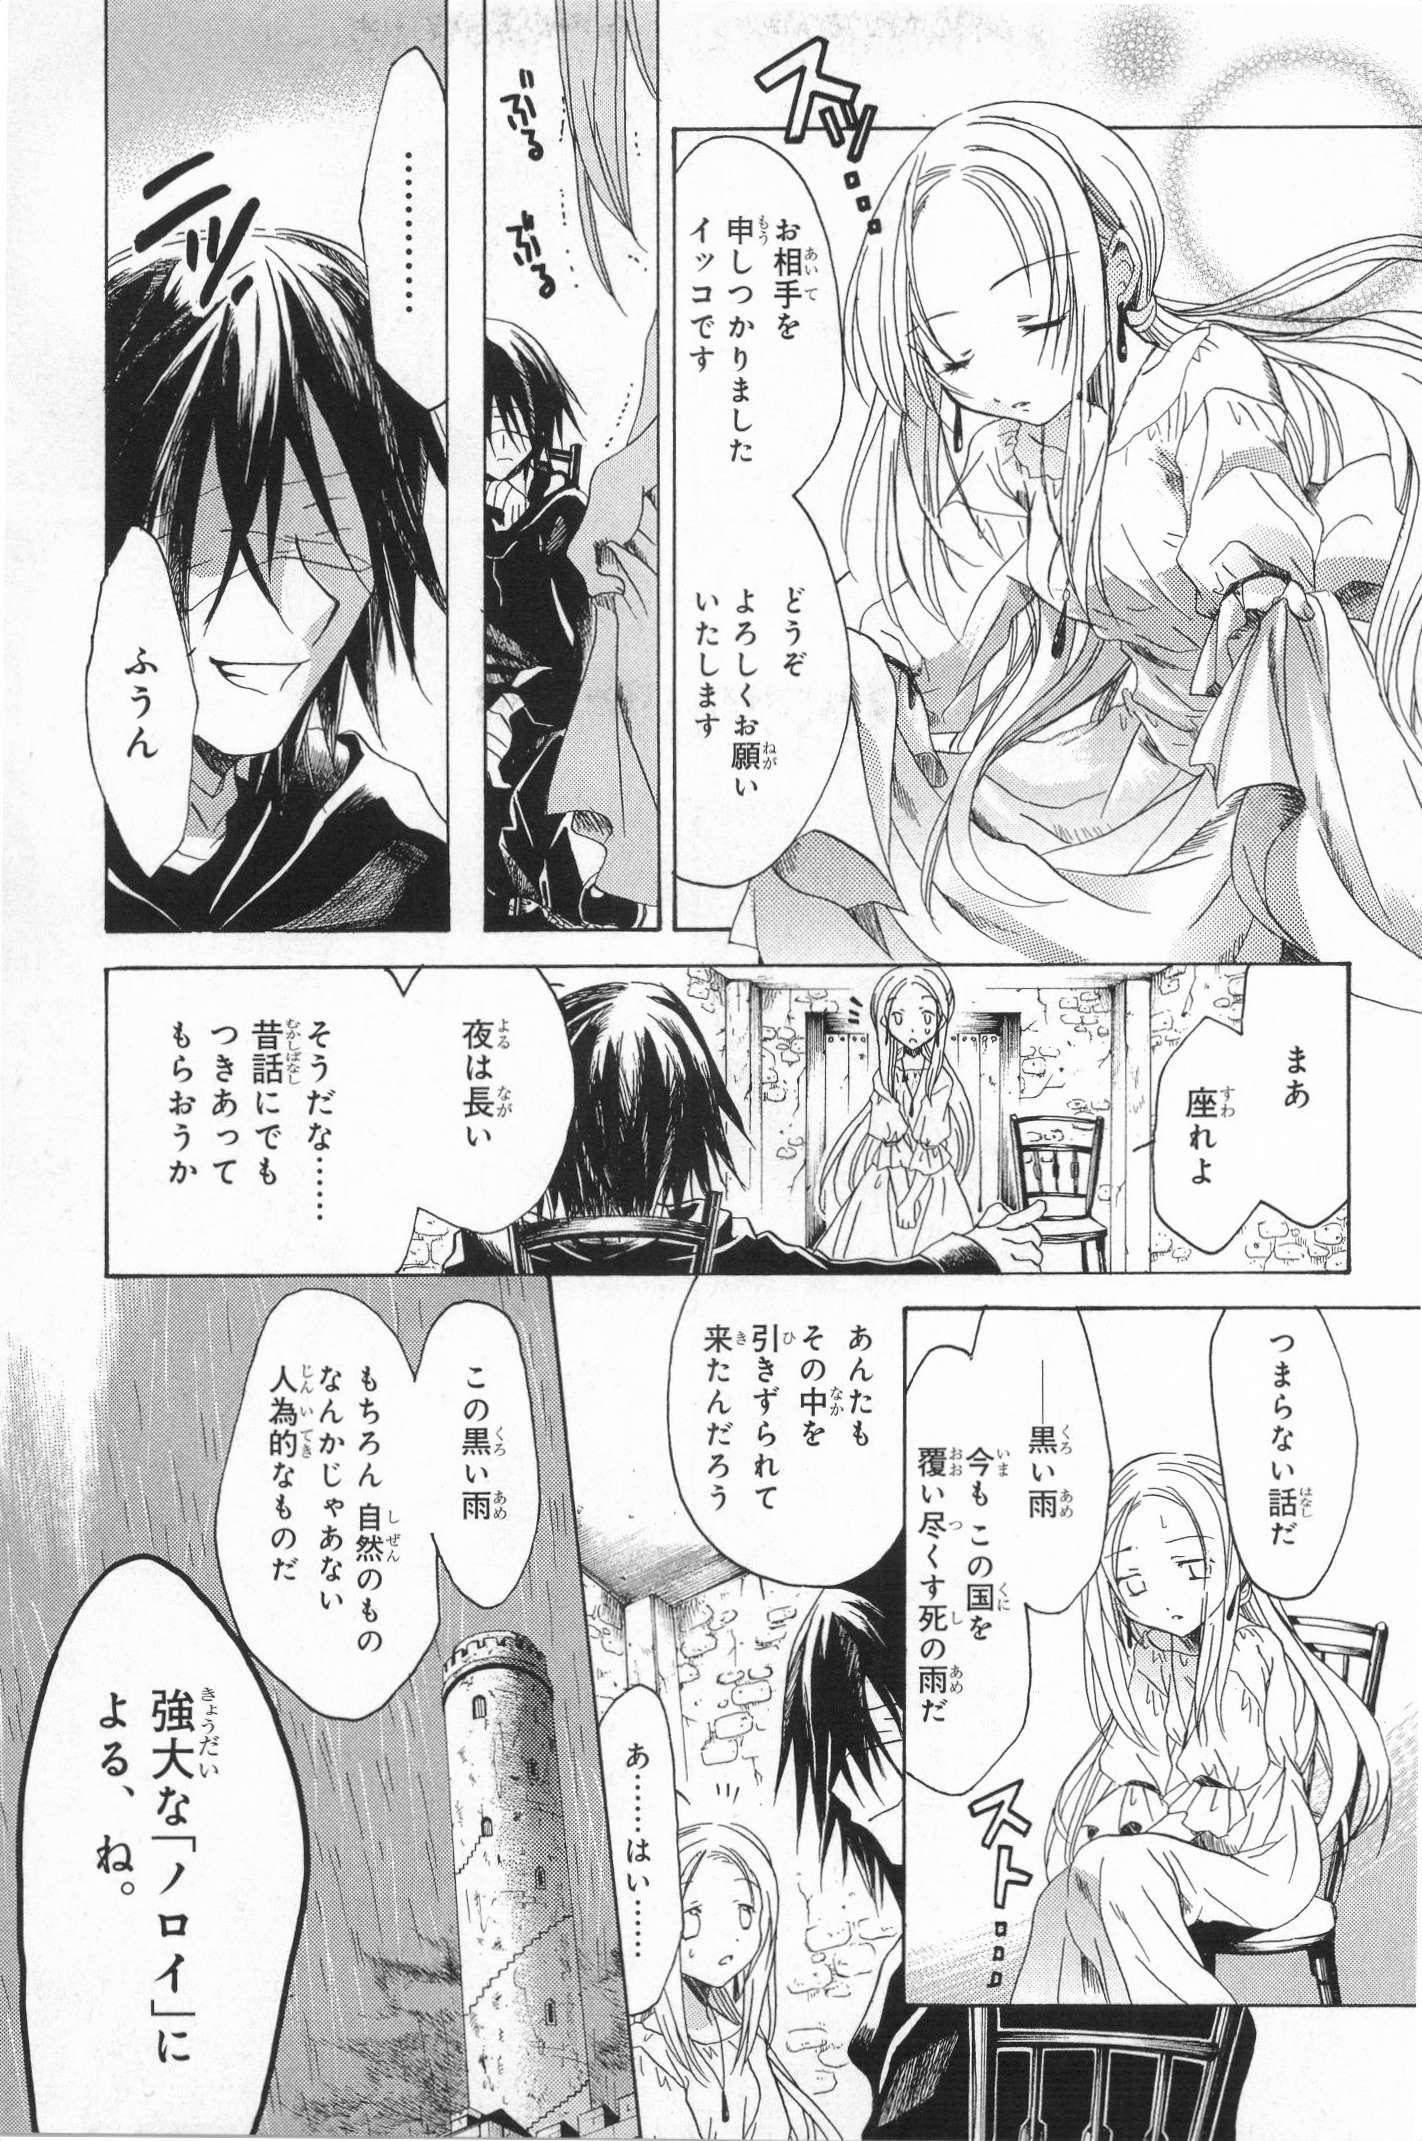 ズッ…
お相手を
申しつかりました
イッコです
どうぞ
よろしくお願い
いたします
ぶる
ぶる
…………
ニヤッ
ふうん
まあ
座れよ
夜は長い
そうだな……
昔話にでも
つきあって
もらおうか
つまらない話だ
―黒い雨
今も この国を
覆い尽くす死の雨だ
スト…
あんたも
その中を
引きずられて
来たんだろう
あ……はい……
この黒い雨
もちろん 自然のもの
なんかじゃあない
人為的なものだ
強大な「ノロイ」に
よる、ね。